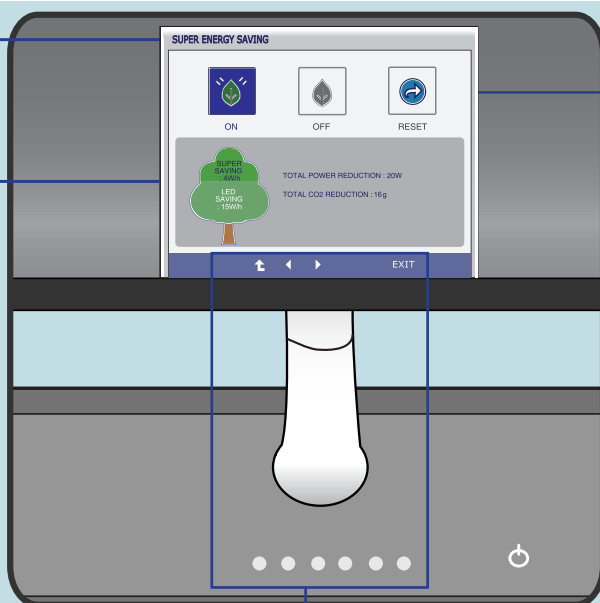 SUPER ENERGY SAVING
ON
OFF
RESET
SUPER
SAVING
: 4W/h
LED
SAVING
: 15W/h
TOTAL POWER REDUCTION : 20W
TOTAL CO2 REDUCTION : 16g
EXIT